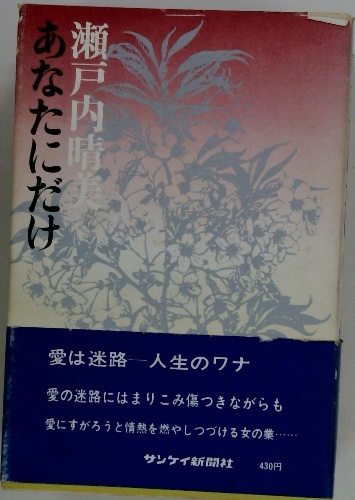 瀬戸内晴美
あなたにだけ
愛は迷路―人生のワナ
愛の迷路にはまりこみ傷つきながらも
愛にすがろうと情熱を燃やしつづける女の業……
サンケイ新聞社
430円